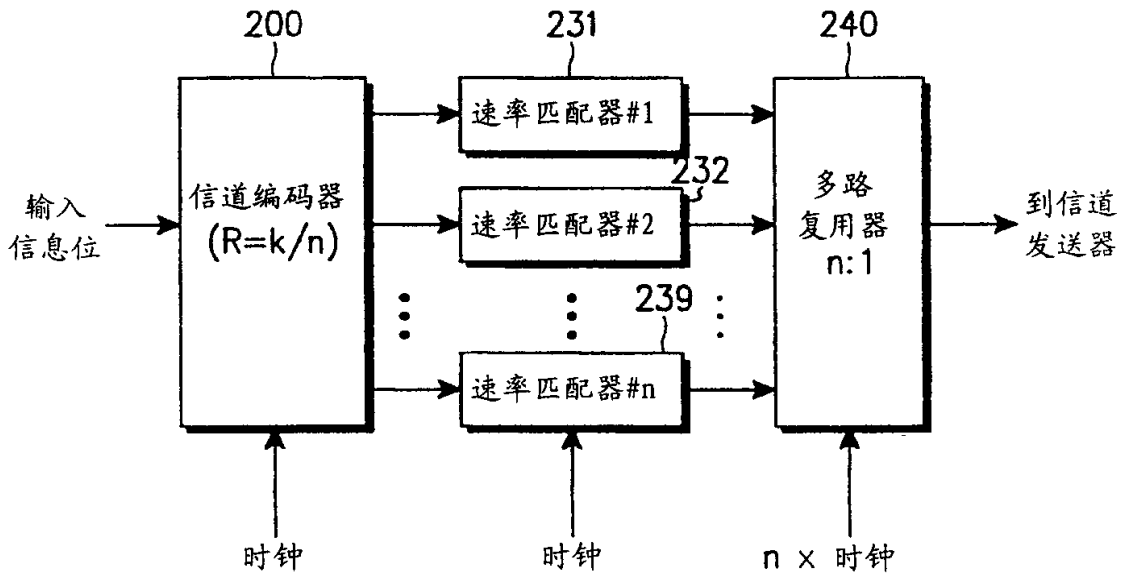 200
231
240
速率匹配器#1
232
输入
信息位
信道编码器
(R=k/n)
速率匹配器#2
多路
复用器
n:1
到信道
发送器
239
速率匹配器#n
时钟
时钟
n x 时钟